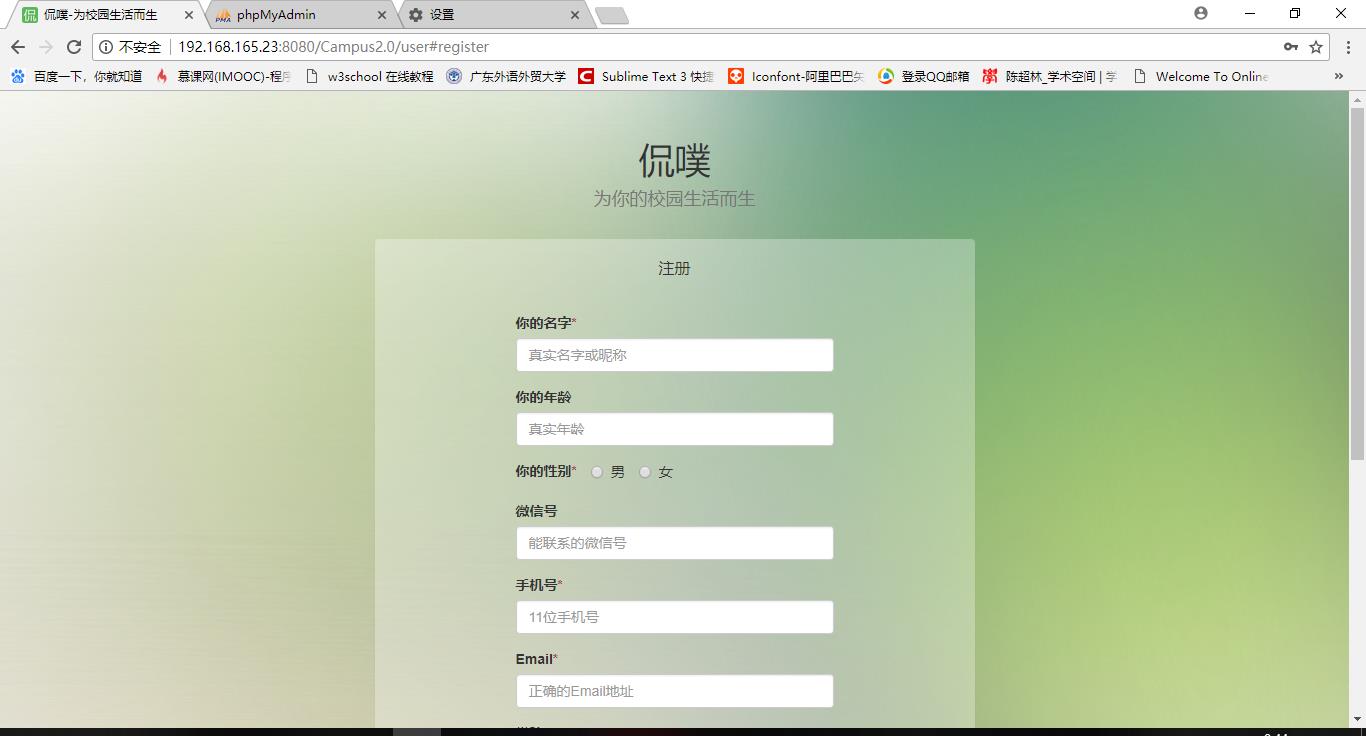 侃噗-为校园生活而生
phpMyAdmin
设置
不安全 192.168.165.23:8080/Campus2.0/user#register
百度一下，你就知道 慕课网(IMOOC)-程序 w3school 在线教程 广东外语外贸大学 Sublime Text 3 快捷 Iconfont-阿里巴巴矢 登录QQ邮箱 陈超林_学术空间 | 学 Welcome To Online »
侃噗
为你的校园生活而生
注册
你的名字*
真实名字或昵称
你的年龄
真实年龄
你的性别* 男 女
微信号
能联系的微信号
手机号*
11位手机号
Email*
正确的Email地址